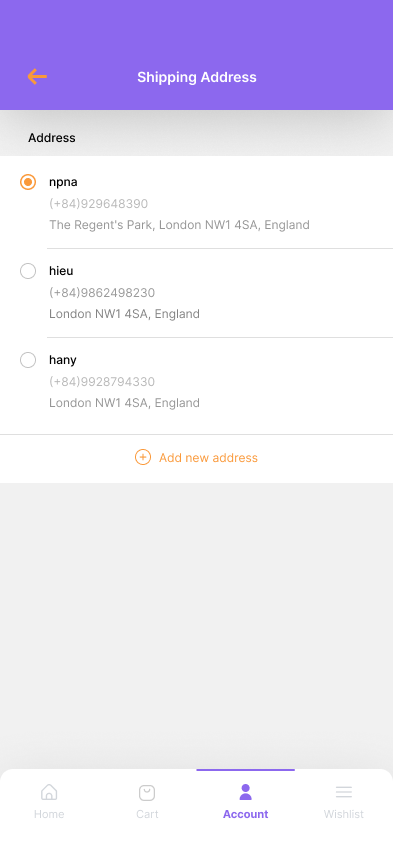 Shipping Address
Address
npna
(+84)929648390
The Regent's Park, London NW1 4SA, England
hieu
(+84)9862498230
London NW1 4SA, England
hany
(+84)9928794330
London NW1 4SA, England
Add new address
Home
Cart
Account
Wishlist